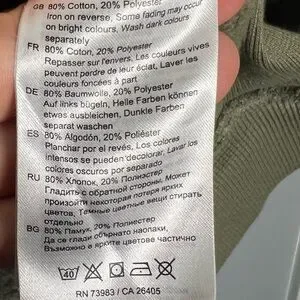 GB 80% Cotton, 20% Polyester
Iron on reverse, Some fading may occur
on bright colours. Wash dark colours
separately
FR 80% Coton, 20% Polyester
Repasser sur l'envers. Les couleurs vives
peuvent perdre de leur éclat, Laver les
couleurs foncées à part
DE 80% Baumwolle, 20% Polyester
Auf links bügeln, Helle Farben können
etwas ausbleichen, Dunkle Farben
separat waschen
ES 80% Algodón, 20% Poliéster
Planchar por el revés, Los colores
intensos se pueden decolorar, Lavar los
colores oscuros por separado
RU 80% Хлопок, 20% Полиэстер
Гладить с обратной стороны, Может
произойти некоторая потеря ярких
цветов, Темные цветные вещи стирать
отдельно
BG 80% Памук, 20% Полиестер
Да се глади обърнато наопаки,
Възможно е ярките цветове частично
40
RN 73983 / CA 26405